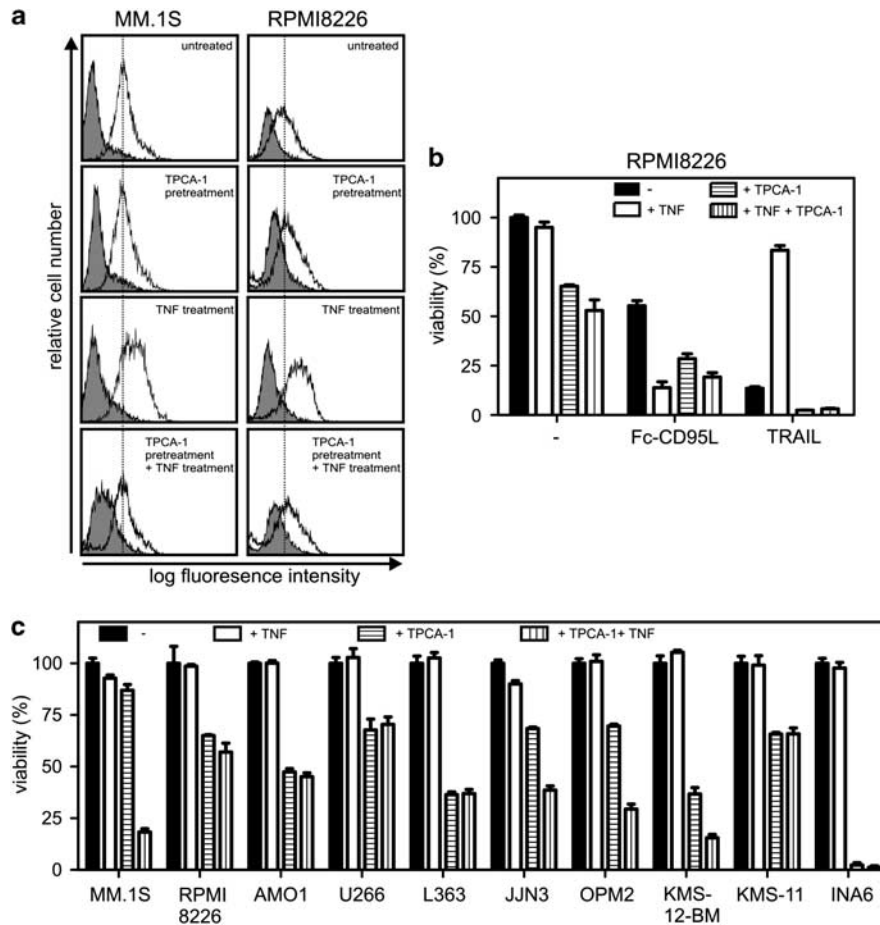 a
MM.1S
RPMI8226
untreated
untreated
TPCA-1
pretreatment
TPCA-1
pretreatment
TNF treatment
TNF treatment
TPCA-1
pretreatment
+ TNF treatment
TPCA-1
pretreatment
+ TNF treatment
relative cell number
log fluoresence intensity
b
RPMI8226
-
+ TPCA-1
+ TNF
+ TNF + TPCA-1
viability (%)
100
75
50
25
0
-
Fc-CD95L
TRAIL
c
-
+ TNF
+ TPCA-1
+ TPCA-1+ TNF
viability (%)
100
75
50
25
0
MM.1S
RPMI
8226
AMO1
U266
L363
JJN3
OPM2
KMS-
12-BM
KMS-11
INA6